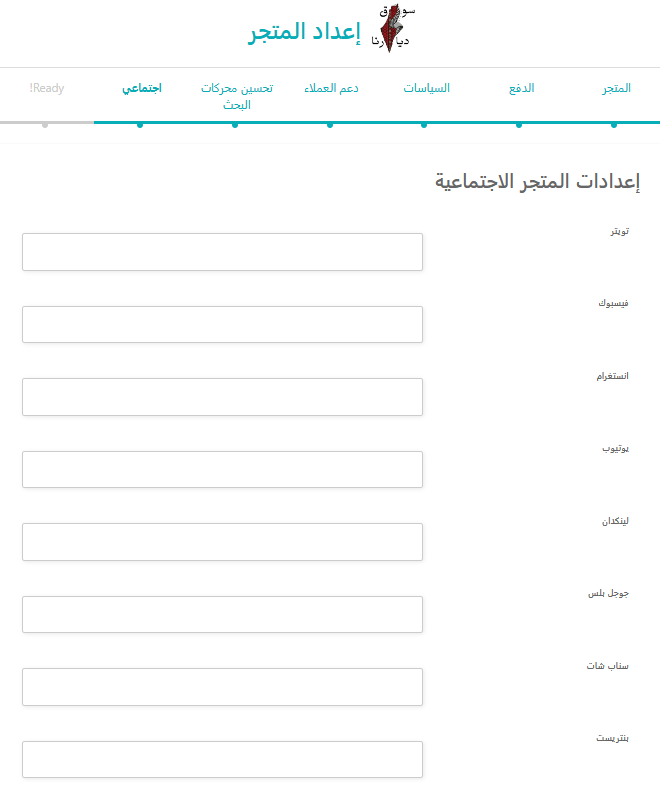 سوق
ديارنا
إعداد المتجر
المتجر
الدفع
السياسات
دعم العملاء
تحسين محركات
البحث
اجتماعي
Ready!
إعدادات المتجر الاجتماعية
تويتر
فيسبوك
انستغرام
يوتيوب
لينكدان
جوجل بلس
سناب شات
بنتريست